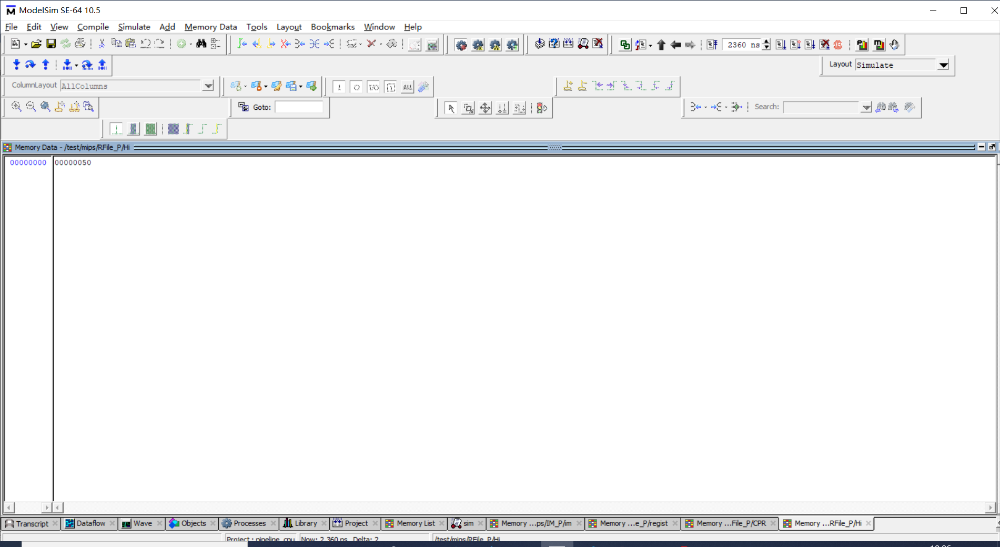 ModelSim SE-64 10.5
File Edit View Compile Simulate Add Memory Data Tools Layout Bookmarks Window Help
2360 ns
Layout Simulate
ColumnLayout AllColumns
I O I/O ALL
Goto:
Search:
Memory Data - /test/mips/RFile_P/Hi
00000000 00000050
Transcript Dataflow Wave Objects Processes Library Project Memory List sim Memory ...ps/IM_P/im Memory ...e_P/regist Memory ...File_P/CPR Memory ...RFile_P/Hi
Project : pipeline_cpu Now: 2,360 ns Delta: 2 /test/mips/RFile_P/Hi